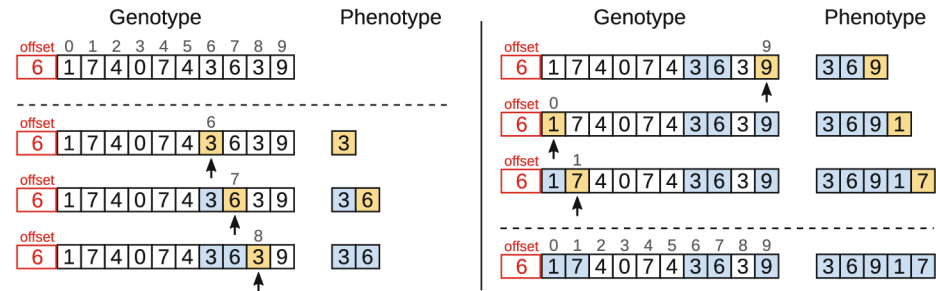 Genotype Phenotype
offset 0 1 2 3 4 5 6 7 8 9
6 1 7 4 0 7 4 3 6 3 9
6
offset
6 1 7 4 0 7 4 3 6 3 9 3
7
offset
6 1 7 4 0 7 4 3 6 3 9 3 6
8
offset
6 1 7 4 0 7 4 3 6 3 9 3 6
Genotype Phenotype
offset 9
6 1 7 4 0 7 4 3 6 3 9 3 6 9
offset 0
6 1 7 4 0 7 4 3 6 3 9 3 6 9 1
offset 1
6 1 7 4 0 7 4 3 6 3 9 3 6 9 1 7
offset 0 1 2 3 4 5 6 7 8 9
6 1 7 4 0 7 4 3 6 3 9 3 6 9 1 7